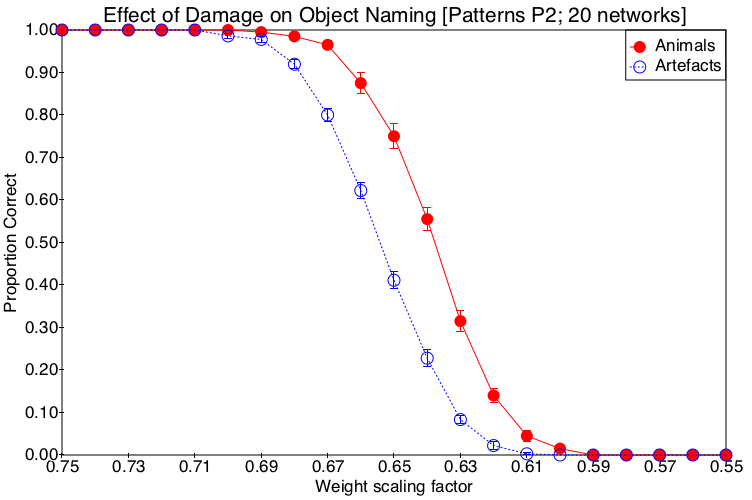 Effect of Damage on Object Naming [Patterns P2; 20 networks]
Animals
Artefacts
Proportion Correct
1.00
0.90
0.80
0.70
0.60
0.50
0.40
0.30
0.20
0.10
0.00
0.75 0.73 0.71 0.69 0.67 0.65 0.63 0.61 0.59 0.57 0.55
Weight scaling factor